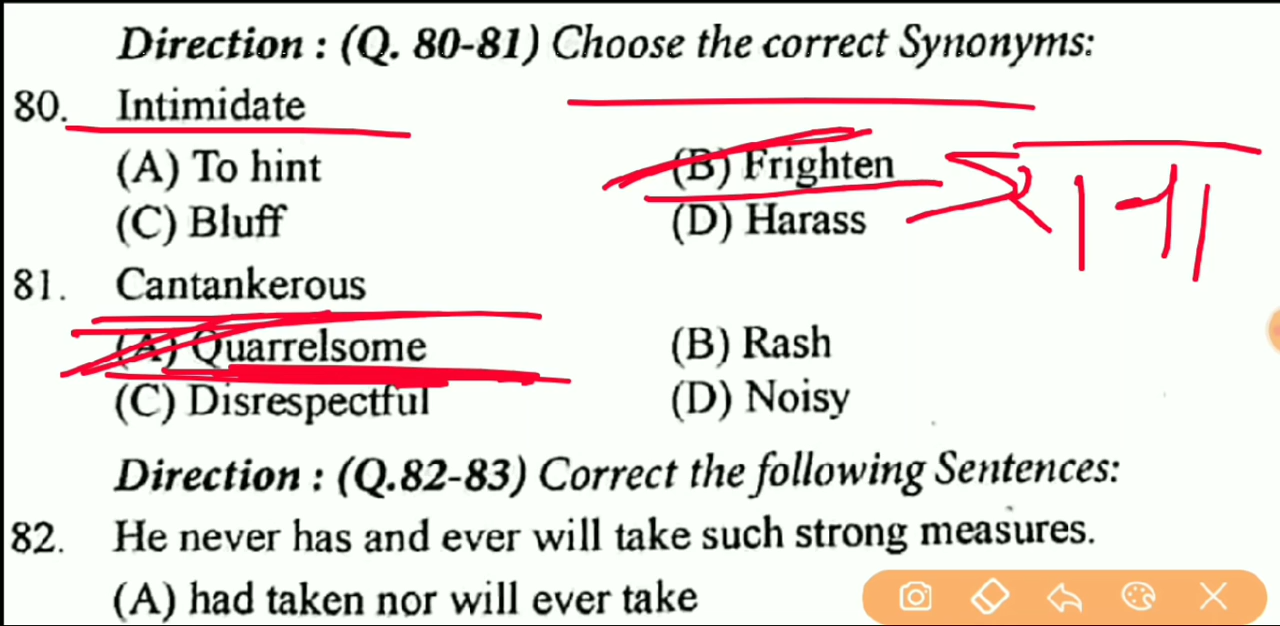 Direction : (Q. 80-81) Choose the correct Synonyms:
80. Intimidate
(A) To hint (B) Frighten
(C) Bluff (D) Harass
81. Cantankerous
(A) Quarrelsome (B) Rash
(C) Disrespectful (D) Noisy
Direction : (Q.82-83) Correct the following Sentences:
82. He never has and ever will take such strong measures.
(A) had taken nor will ever take